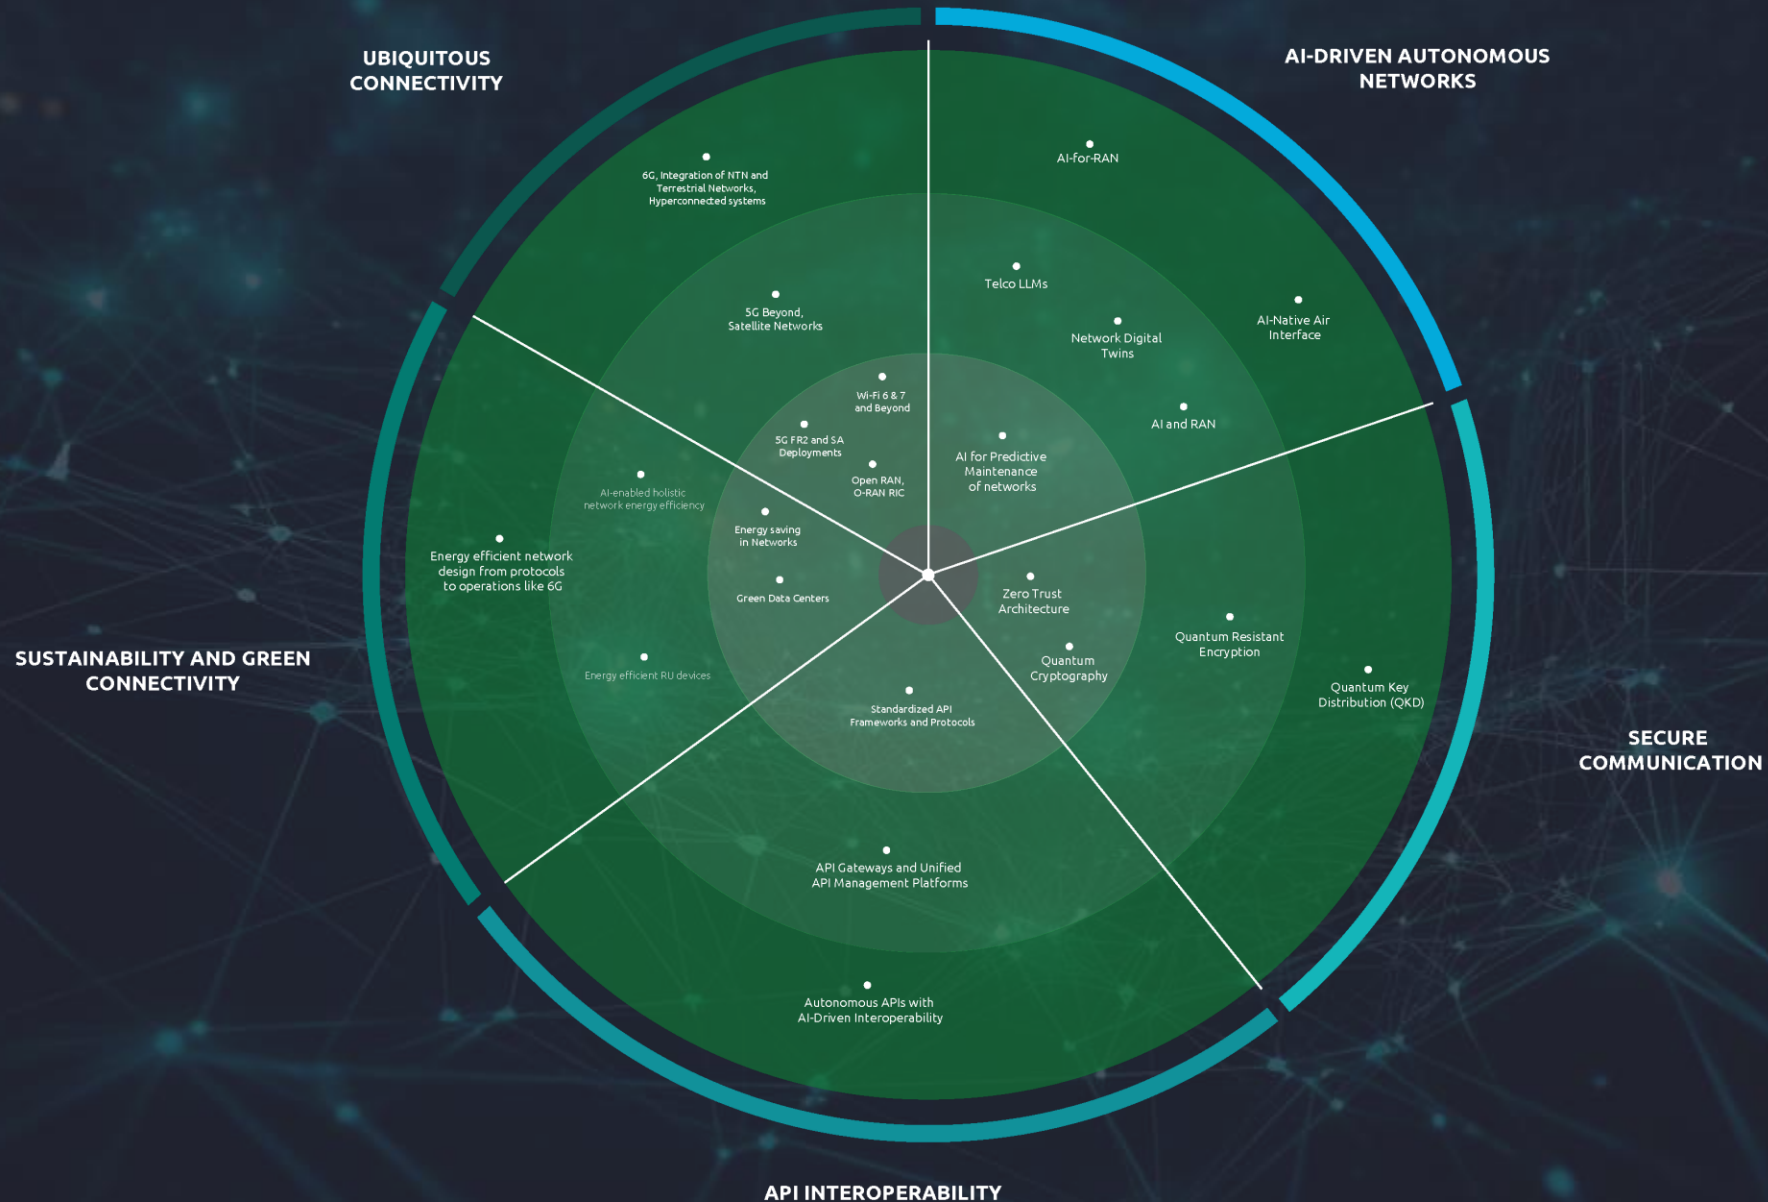 UBIQUITOUS
CONNECTIVITY
AI-DRIVEN AUTONOMOUS
NETWORKS
6G, Integration of NTN and
Terrestrial Networks,
Hyperconnected systems
AI-for-RAN
5G Beyond,
Satellite Networks
Telco LLMs
Network Digital
Twins
AI-Native Air
Interface
AI and RAN
Wi-Fi 6 & 7
and Beyond
5G FR2 and SA
Deployments
Open RAN,
O-RAN RIC
AI for Predictive
Maintenance
of networks
AI-enabled holistic
network energy efficiency
Energy saving
in Networks
Energy efficient network
design from protocols
to operations like 6G
Green Data Centers
Energy efficient RU devices
SUSTAINABILITY AND GREEN
CONNECTIVITY
Zero Trust
Architecture
Quantum
Cryptography
Quantum Resistant
Encryption
Quantum Key
Distribution (QKD)
SECURE
COMMUNICATION
Standardized API
Frameworks and Protocols
API Gateways and Unified
API Management Platforms
Autonomous APIs with
AI-Driven Interoperability
API INTEROPERABILITY